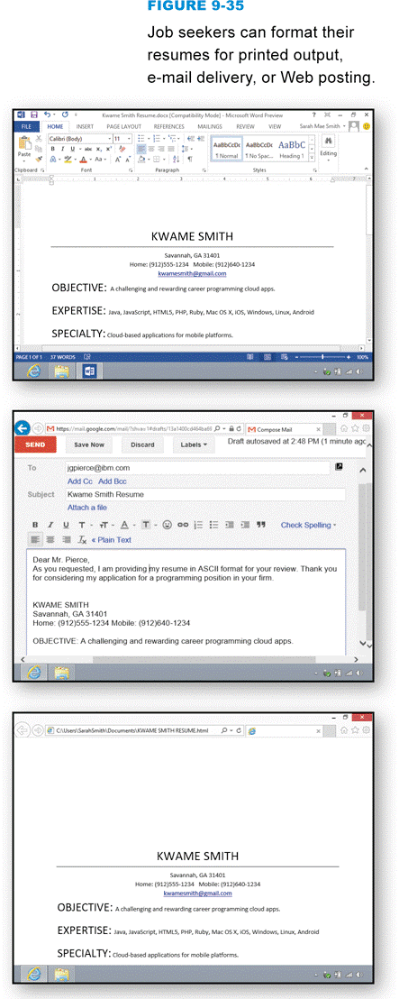 FIGURE 9-35
Job seekers can format their
resumes for printed output,
e-mail delivery, or Web posting.
Kwame Smith Resume.docx [Compatibility Mode] - Microsoft Word Preview
FILE HOME INSERT PAGE LAYOUT REFERENCES MAILINGS REVIEW VIEW Sarah Mae Smith
Calibri (Body) 11 AaBbCcDc AaBbCcDc AaBbC
Paste ¶ Normal ¶ No Spac... Heading 1 Editing
Clipboard Font Paragraph Styles
KWAME SMITH
Savannah, GA 31401
Home: (912)555-1234 Mobile: (912)640-1234
kwamesmith@gmail.com
OBJECTIVE: A challenging and rewarding career programming cloud apps.
EXPERTISE: Java, JavaScript, HTML5, PHP, Ruby, Mac OS X, iOS, Windows, Linux, Android
SPECIALTY: Cloud-based applications for mobile platforms.
PAGE 1 OF 1 37 WORDS 100%
https://mail.google.com/mail/?shva=1#drafts/13a1400cd464ba69 Compose Mail
SEND Save Now Discard Labels Draft autosaved at 2:48 PM (1 minute ago
To jgpierce@ibm.com
Add Cc Add Bcc
Subject Kwame Smith Resume
Attach a file
B I U T TT A T Check Spelling
« Plain Text
Dear Mr. Pierce,
As you requested, I am providing my resume in ASCII format for your review. Thank you
for considering my application for a programming position in your firm.
KWAME SMITH
Savannah, GA 31401
Home: (912)555-1234 Mobile: (912)640-1234
OBJECTIVE: A challenging and rewarding career programming cloud apps.
C:\Users\SarahSmith\Documents\KWAME SMITH RESUME.html
KWAME SMITH
Savannah, GA 31401
Home: (912)555-1234 Mobile: (912)640-1234
kwamesmith@gmail.com
OBJECTIVE: A challenging and rewarding career programming cloud apps.
EXPERTISE: Java, JavaScript, HTML5, PHP, Ruby, Mac OS X, iOS, Windows, Linux, Android
SPECIALTY: Cloud-based applications for mobile platforms.